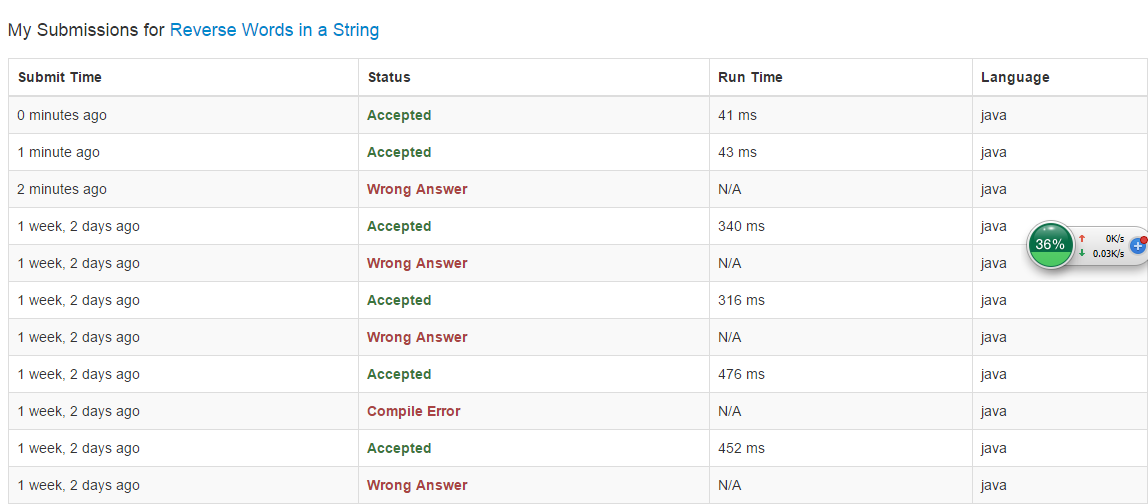 My Submissions for Reverse Words in a String
Submit Time Status Run Time Language
0 minutes ago Accepted 41 ms java
1 minute ago Accepted 43 ms java
2 minutes ago Wrong Answer N/A java
1 week, 2 days ago Accepted 340 ms java
36% 0K/s
0.03K/s
1 week, 2 days ago Wrong Answer N/A java
1 week, 2 days ago Accepted 316 ms java
1 week, 2 days ago Wrong Answer N/A java
1 week, 2 days ago Accepted 476 ms java
1 week, 2 days ago Compile Error N/A java
1 week, 2 days ago Accepted 452 ms java
1 week, 2 days ago Wrong Answer N/A java